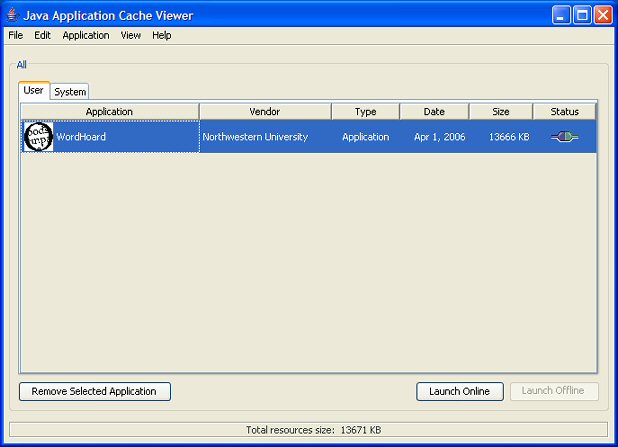 Java Application Cache Viewer
File Edit Application View Help
All
User System
Application Vendor Type Date Size Status
WordHoard Northwestern University Application Apr 1, 2006 13666 KB
Remove Selected Application Launch Online Launch Offline
Total resources size: 13671 KB